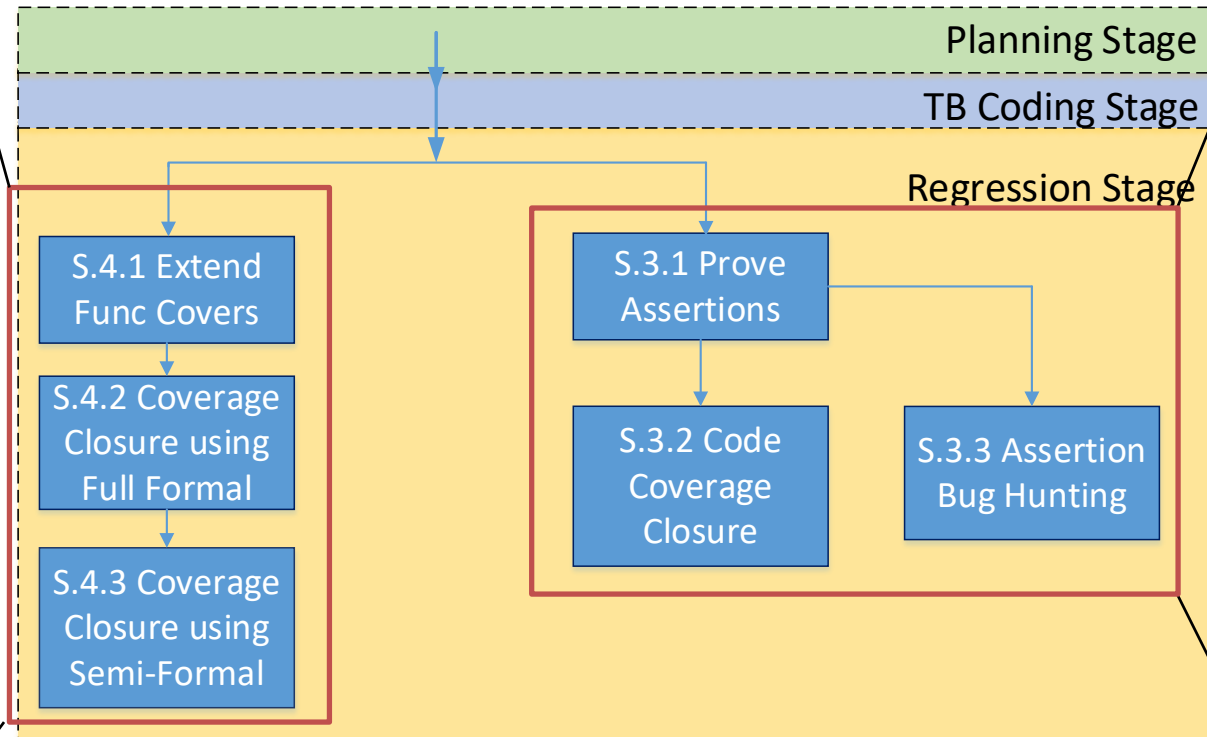 Planning Stage
TB Coding Stage
Regression Stage
S.4.1 Extend
Func Covers
S.4.2 Coverage
Closure using
Full Formal
S.4.3 Coverage
Closure using
Semi-Formal
S.3.1 Prove
Assertions
S.3.2 Code
Coverage
Closure
S.3.3 Assertion
Bug Hunting